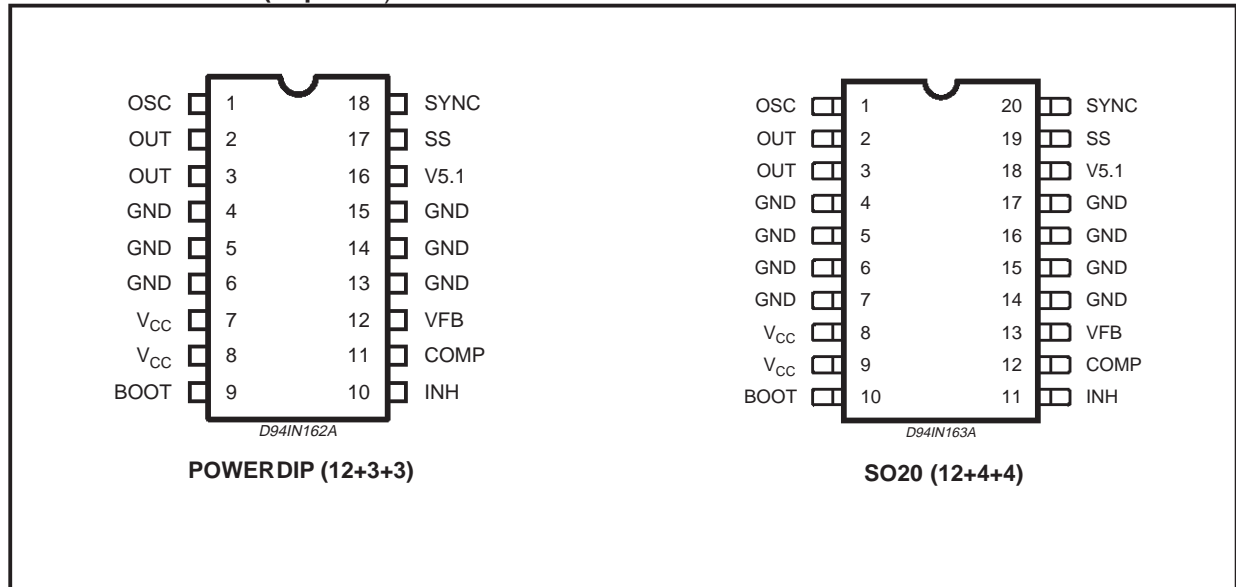 OSC 1 18 SYNC
OUT 2 17 SS
OUT 3 16 V5.1
GND 4 15 GND
GND 5 14 GND
GND 6 13 GND
VCC 7 12 VFB
VCC 8 11 COMP
BOOT 9 10 INH
D94IN162A
POWERDIP (12+3+3)
OSC 1 20 SYNC
OUT 2 19 SS
OUT 3 18 V5.1
GND 4 17 GND
GND 5 16 GND
GND 6 15 GND
GND 7 14 GND
VCC 8 13 VFB
VCC 9 12 COMP
BOOT 10 11 INH
D94IN163A
SO20 (12+4+4)